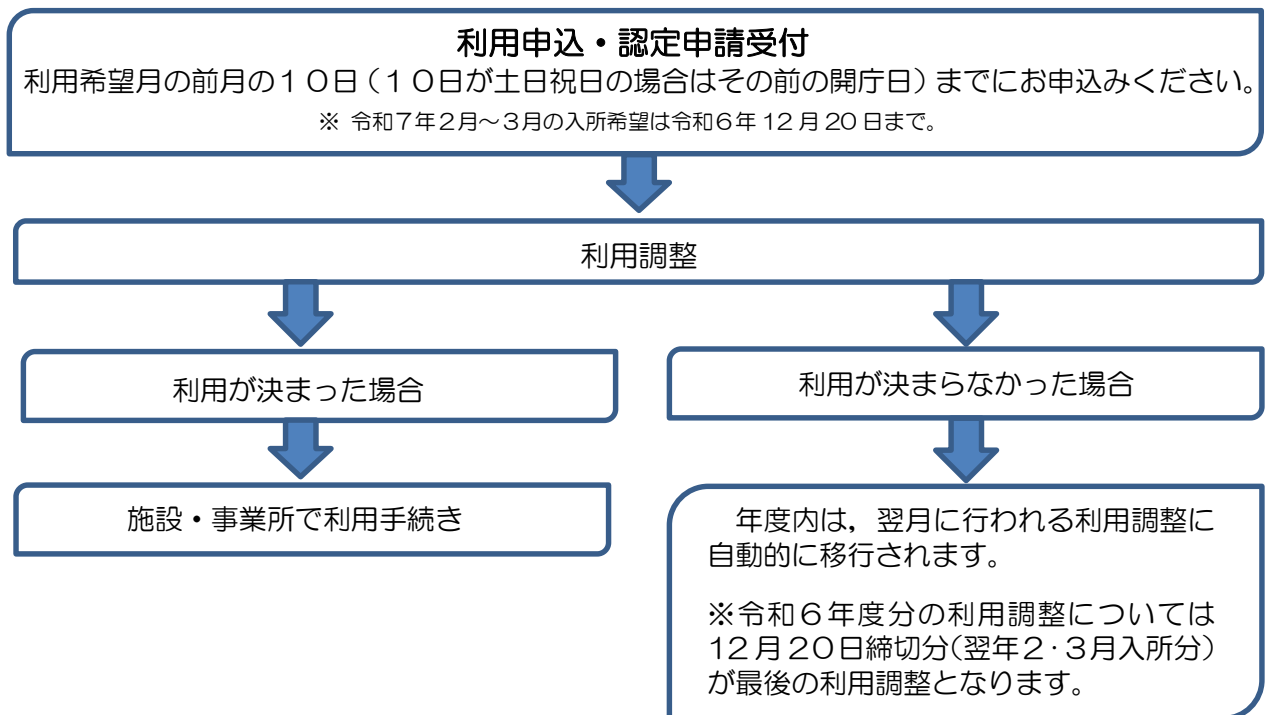 利用申込・認定申請受付
利用希望月の前月の１０日（１０日が土日祝日の場合はその前の開庁日）までにお申込みください。
※ 令和７年２月～３月の入所希望は令和６年 12 月 20 日まで。
利用調整
利用が決まった場合
利用が決まらなかった場合
施設・事業所で利用手続き
年度内は，翌月に行われる利用調整に
自動的に移行されます。
※令和６年度分の利用調整については
12 月２０日締切分（翌年２･３月入所分）
が最後の利用調整となります。